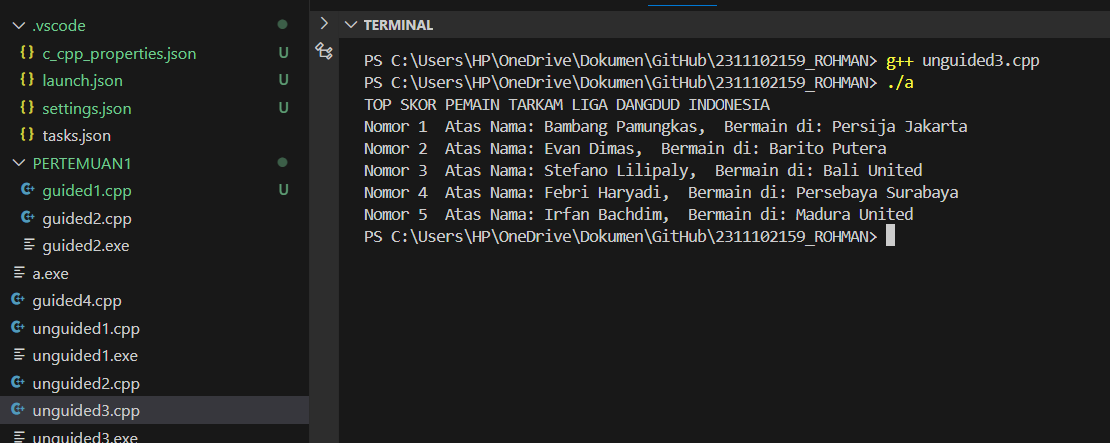 .vscode
{} c_cpp_properties.json U
{} launch.json U
{} settings.json U
{} tasks.json
PERTEMUAN1
guided1.cpp U
guided2.cpp
guided2.exe
a.exe
guided4.cpp
unguided1.cpp
unguided1.exe
unguided2.cpp
unguided3.cpp
unguided3.exe
TERMINAL
PS C:\Users\HP\OneDrive\Dokumen\GitHub\2311102159_ROHMAN> g++ unguided3.cpp
PS C:\Users\HP\OneDrive\Dokumen\GitHub\2311102159_ROHMAN> ./a
TOP SKOR PEMAIN TARKAM LIGA DANGDUD INDONESIA
Nomor 1  Atas Nama: Bambang Pamungkas,  Bermain di: Persija Jakarta
Nomor 2  Atas Nama: Evan Dimas,  Bermain di: Barito Putera
Nomor 3  Atas Nama: Stefano Lilipaly,  Bermain di: Bali United
Nomor 4  Atas Nama: Febri Haryadi,  Bermain di: Persebaya Surabaya
Nomor 5  Atas Nama: Irfan Bachdim,  Bermain di: Madura United
PS C:\Users\HP\OneDrive\Dokumen\GitHub\2311102159_ROHMAN>